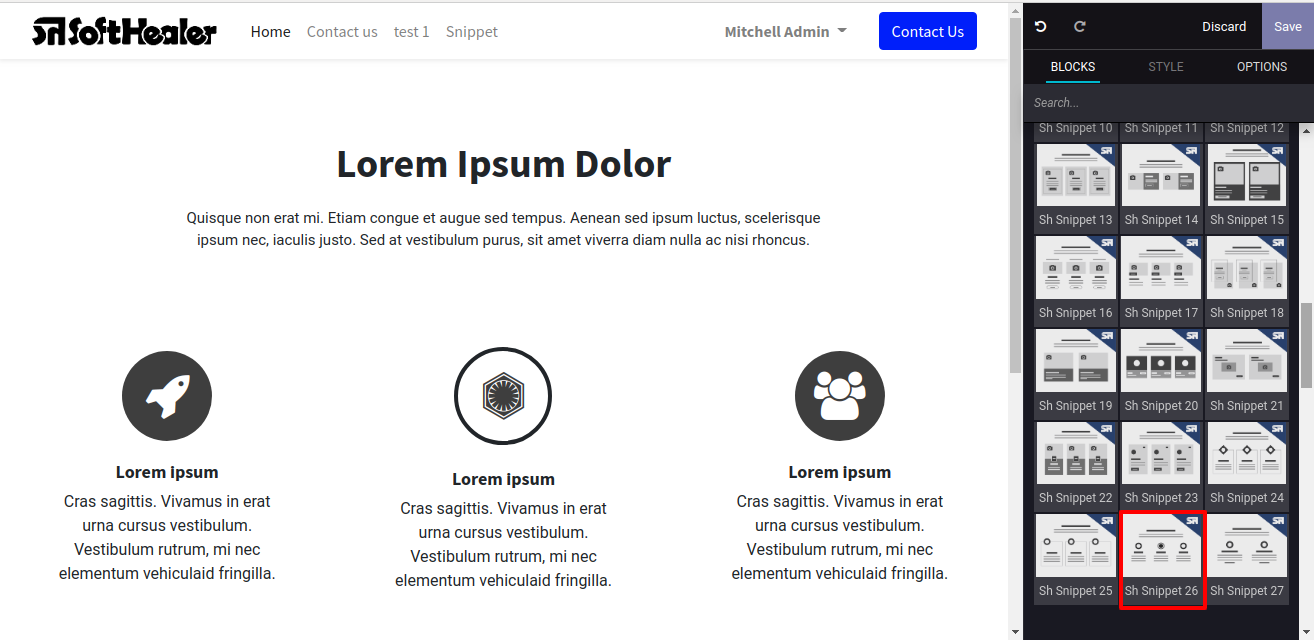 SoftHealer
Home Contact us test 1 Snippet Mitchell Admin Contact Us
Discard Save
BLOCKS STYLE OPTIONS
Search...
Lorem Ipsum Dolor
Quisque non erat mi. Etiam congue et augue sed tempus. Aenean sed ipsum luctus, scelerisque
ipsum nec, iaculis justo. Sed at vestibulum purus, sit amet viverra diam nulla ac nisi rhoncus.
Lorem ipsum
Cras sagittis. Vivamus in erat
urna cursus vestibulum.
Vestibulum rutrum, mi nec
elementum vehiculaid fringilla.
Lorem ipsum
Cras sagittis. Vivamus in erat
urna cursus vestibulum.
Vestibulum rutrum, mi nec
elementum vehiculaid fringilla.
Lorem ipsum
Cras sagittis. Vivamus in erat
urna cursus vestibulum.
Vestibulum rutrum, mi nec
elementum vehiculaid fringilla.
Sh Snippet 10 Sh Snippet 11 Sh Snippet 12
Sh Snippet 13 Sh Snippet 14 Sh Snippet 15
Sh Snippet 16 Sh Snippet 17 Sh Snippet 18
Sh Snippet 19 Sh Snippet 20 Sh Snippet 21
Sh Snippet 22 Sh Snippet 23 Sh Snippet 24
Sh Snippet 25 Sh Snippet 26 Sh Snippet 27